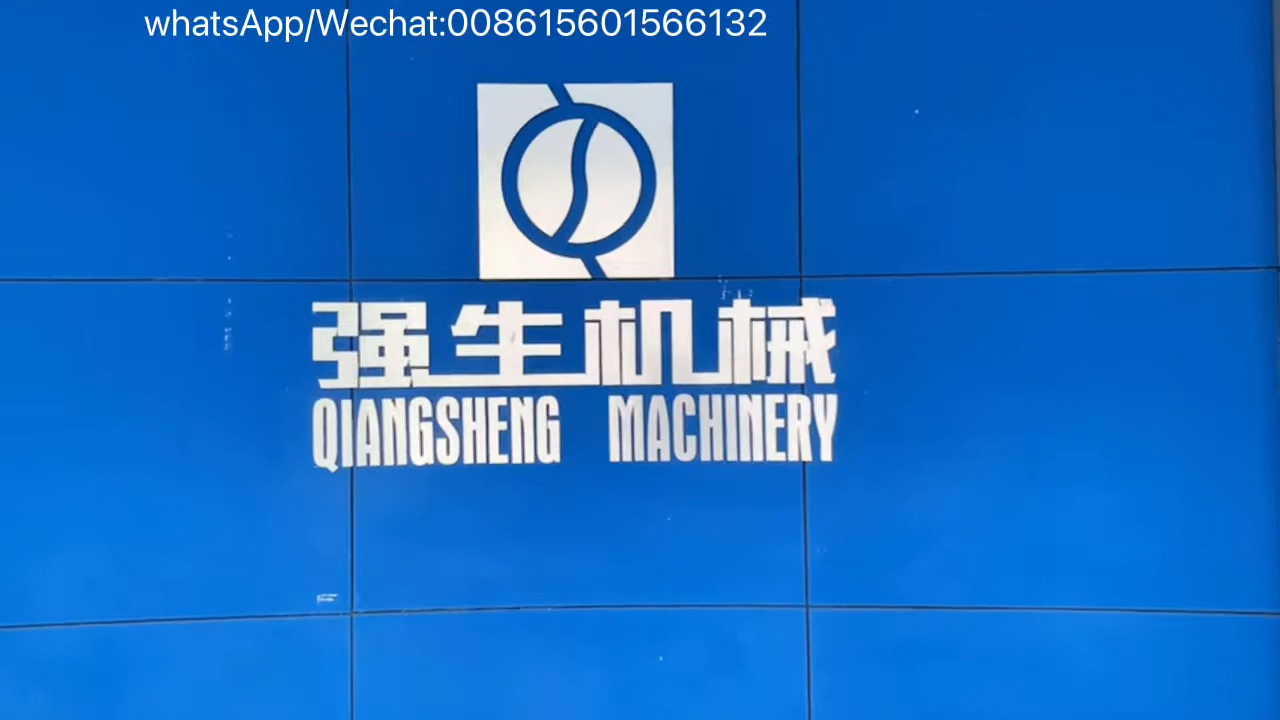 whatsApp/Wechat:008615601566132
强生机械
QIANGSHENG MACHINERY